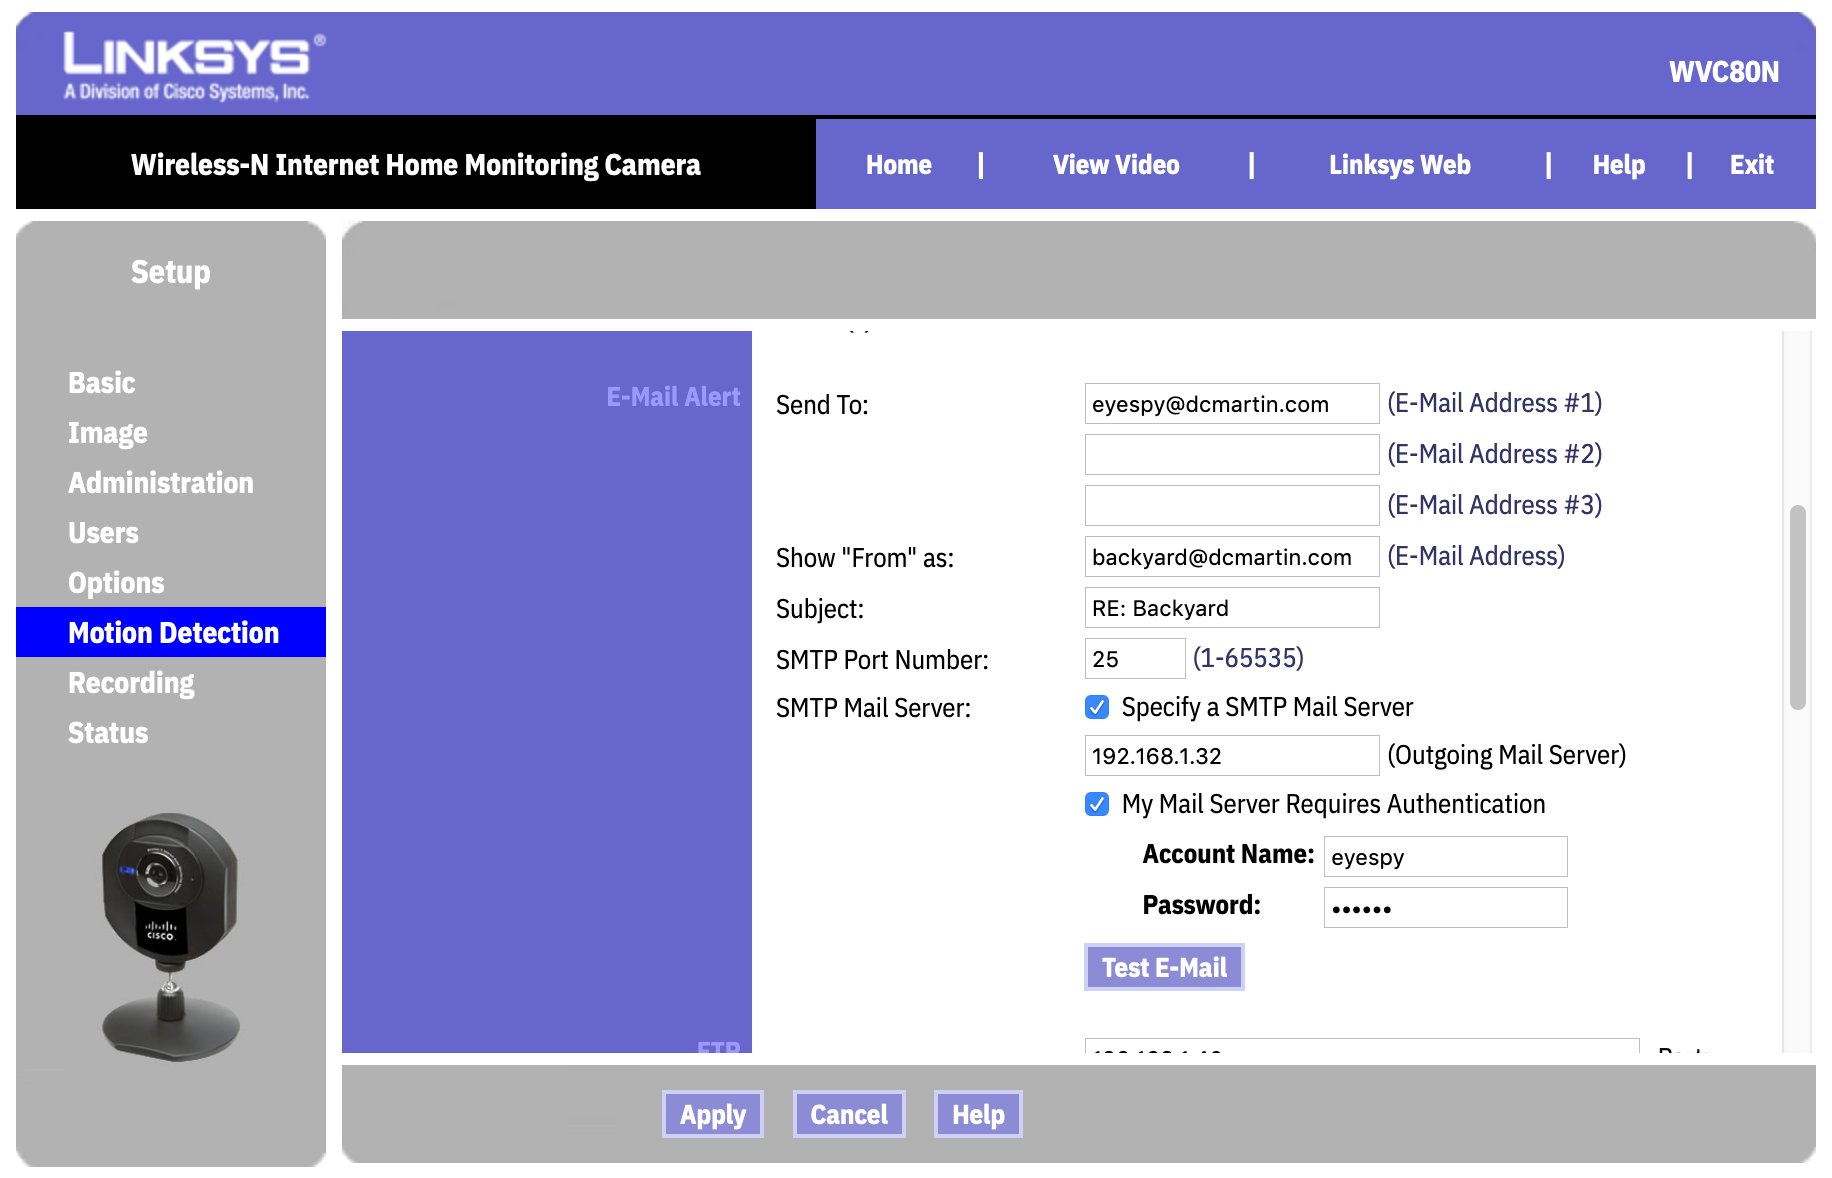 LINKSYS®
A Division of Cisco Systems, Inc.
WVC80N
Wireless-N Internet Home Monitoring Camera
Home | View Video | Linksys Web | Help | Exit
Setup
Basic
Image
Administration
Users
Options
Motion Detection
Recording
Status
CISCO
E-Mail Alert
Send To: eyespy@dcmartin.com (E-Mail Address #1)
(E-Mail Address #2)
(E-Mail Address #3)
Show "From" as: backyard@dcmartin.com (E-Mail Address)
Subject: RE: Backyard
SMTP Port Number: 25 (1-65535)
SMTP Mail Server: Specify a SMTP Mail Server
192.168.1.32 (Outgoing Mail Server)
My Mail Server Requires Authentication
Account Name: eyespy
Password: ••••••
Test E-Mail
FTP
Apply Cancel Help